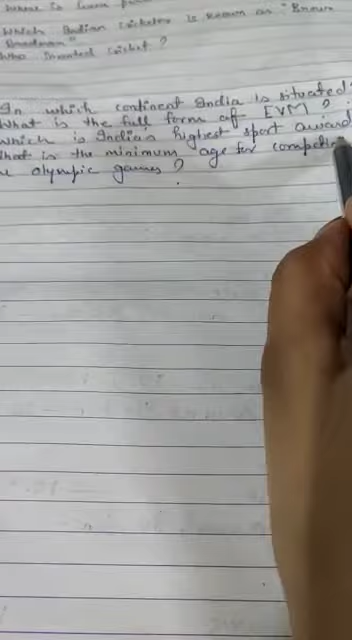 Which Indian cricketer is known as "Brown
Bradman"
Who invented cricket ?
In which continent India is situated?
What is the full form of EVM ?
Which is India's highest sport award
What is the minimum age for competin
olympic games ?